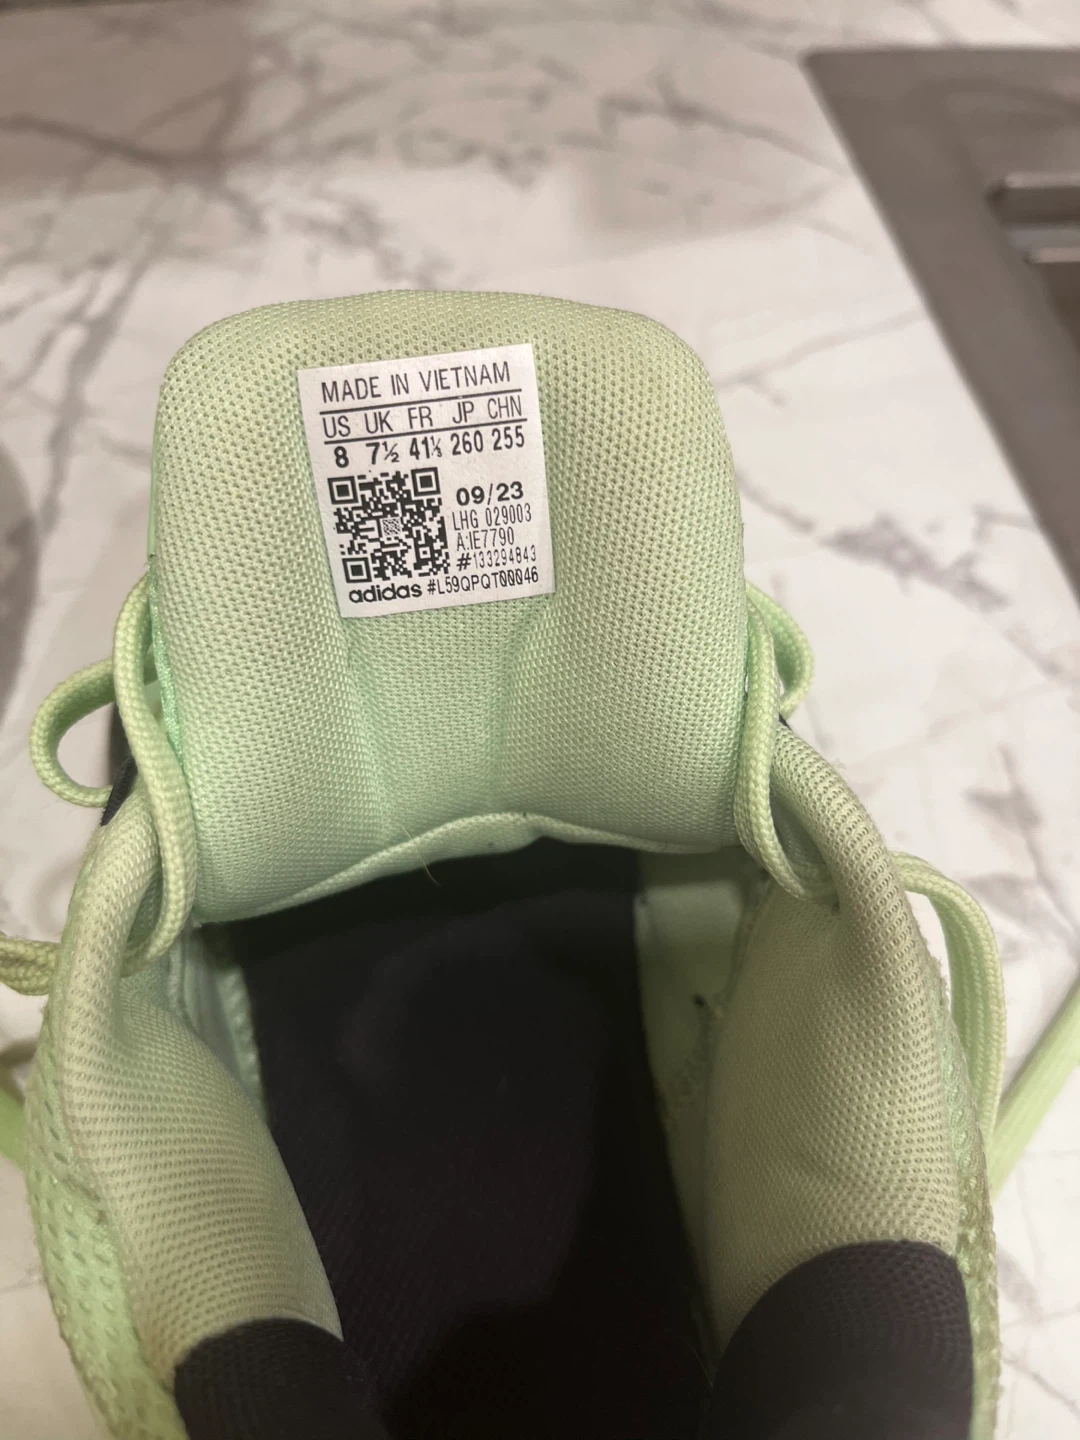 MADE IN VIETNAM
US UK FR JP CHN
8 7½ 41⅓ 260 255
09/23
LHG 029003
A:IE7790
#133294843
adidas #L59QPQT00046